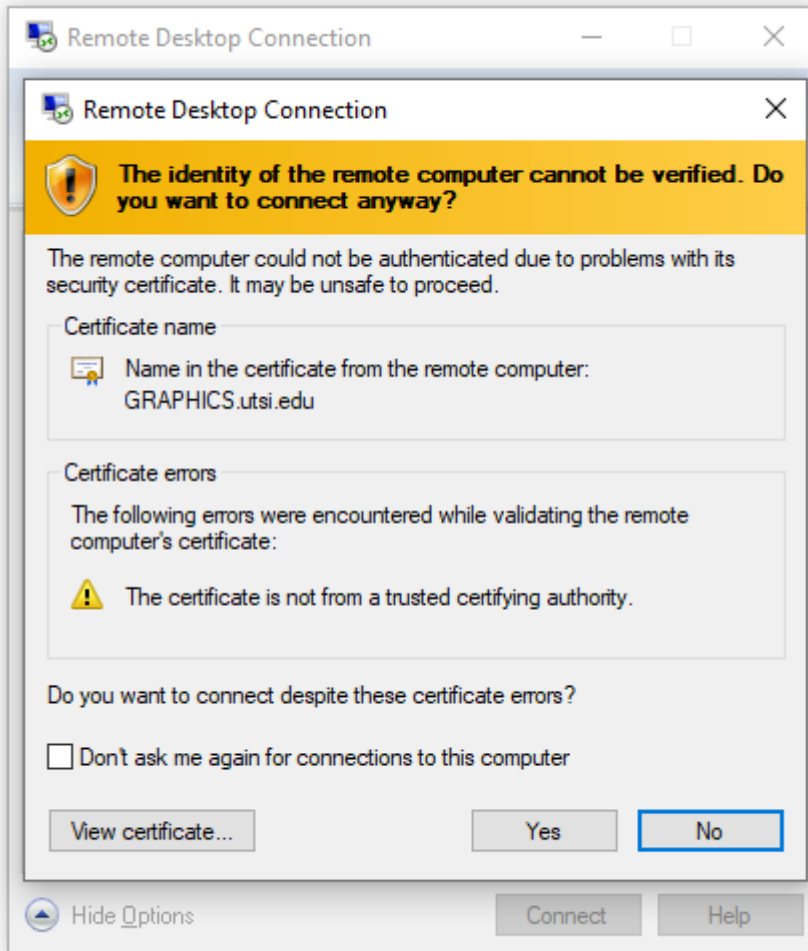 Remote Desktop Connection
Remote Desktop Connection
The identity of the remote computer cannot be verified. Do
you want to connect anyway?
The remote computer could not be authenticated due to problems with its
security certificate. It may be unsafe to proceed.
Certificate name
Name in the certificate from the remote computer:
GRAPHICS.utsi.edu
Certificate errors
The following errors were encountered while validating the remote
computer's certificate:
The certificate is not from a trusted certifying authority.
Do you want to connect despite these certificate errors?
Don't ask me again for connections to this computer
View certificate... Yes No
Hide Options Connect Help